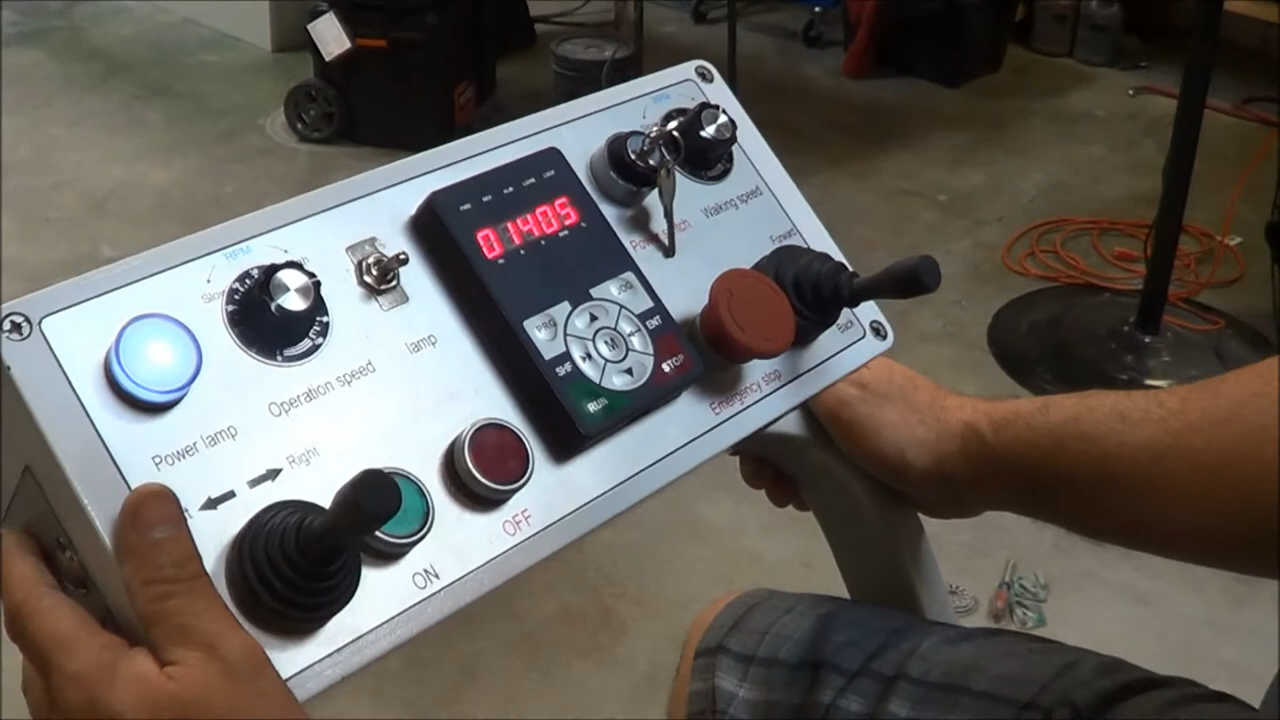 RPM
Slow
Power lamp
Operation speed
lamp
Right
ON
OFF
01405
PRG
JOG
SHF
M
ENT
RUN
STOP
Power switch
Walking speed
Forward
Back
Emergency stop